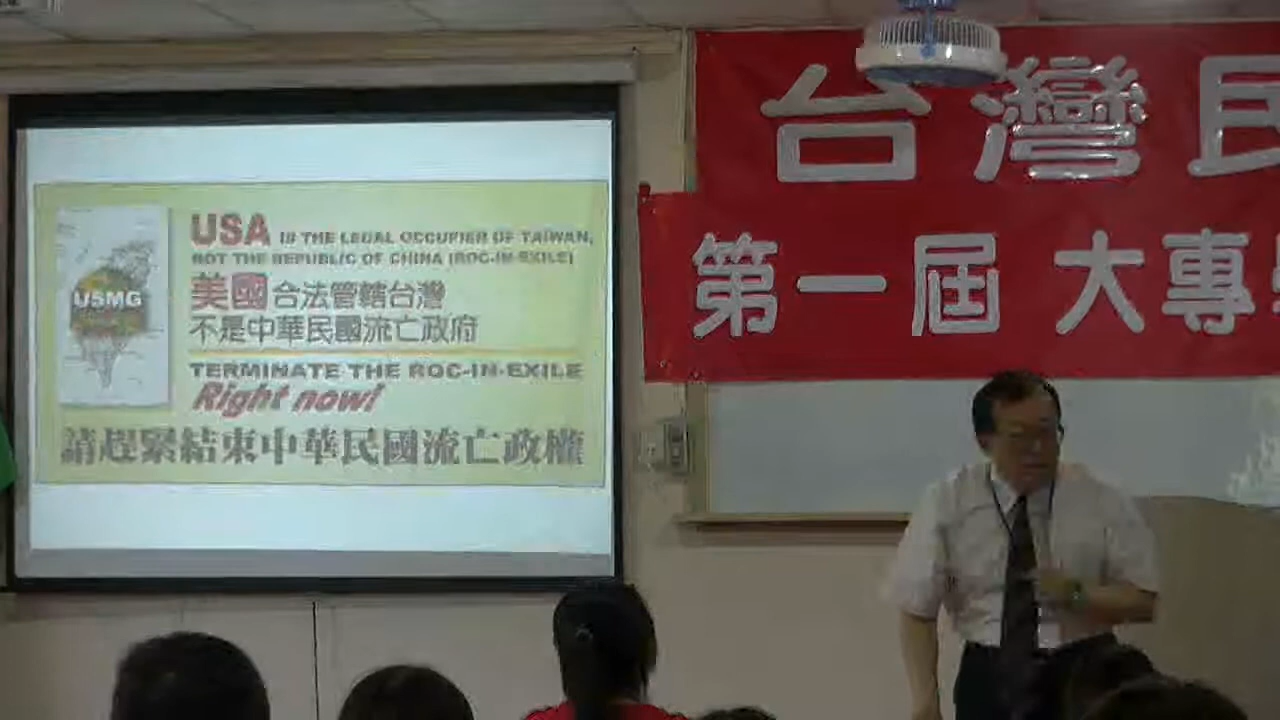 USMG
USA IS THE LEGAL OCCUPIER OF TAIWAN,
NOT THE REPUBLIC OF CHINA (ROC-IN-EXILE)
美國合法管轄台灣
不是中華民國流亡政府
TERMINATE THE ROC-IN-EXILE
Right now!
請趕緊結束中華民國流亡政權
台灣民
第一屆 大專